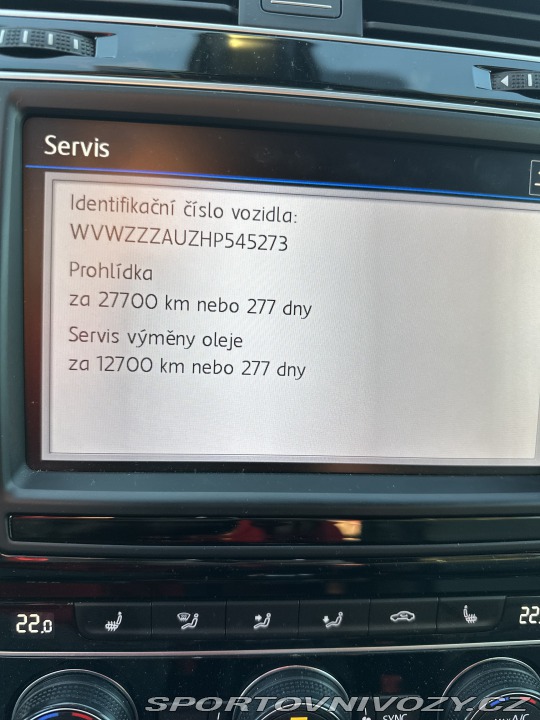 Servis
Identifikační číslo vozidla:
WVWZZZAUZHP545273
Prohlídka
za 27700 km nebo 277 dny
Servis výměny oleje
za 12700 km nebo 277 dny
22.0
22
SYNC
A/C
SPORTOVNIVOZY.CZ